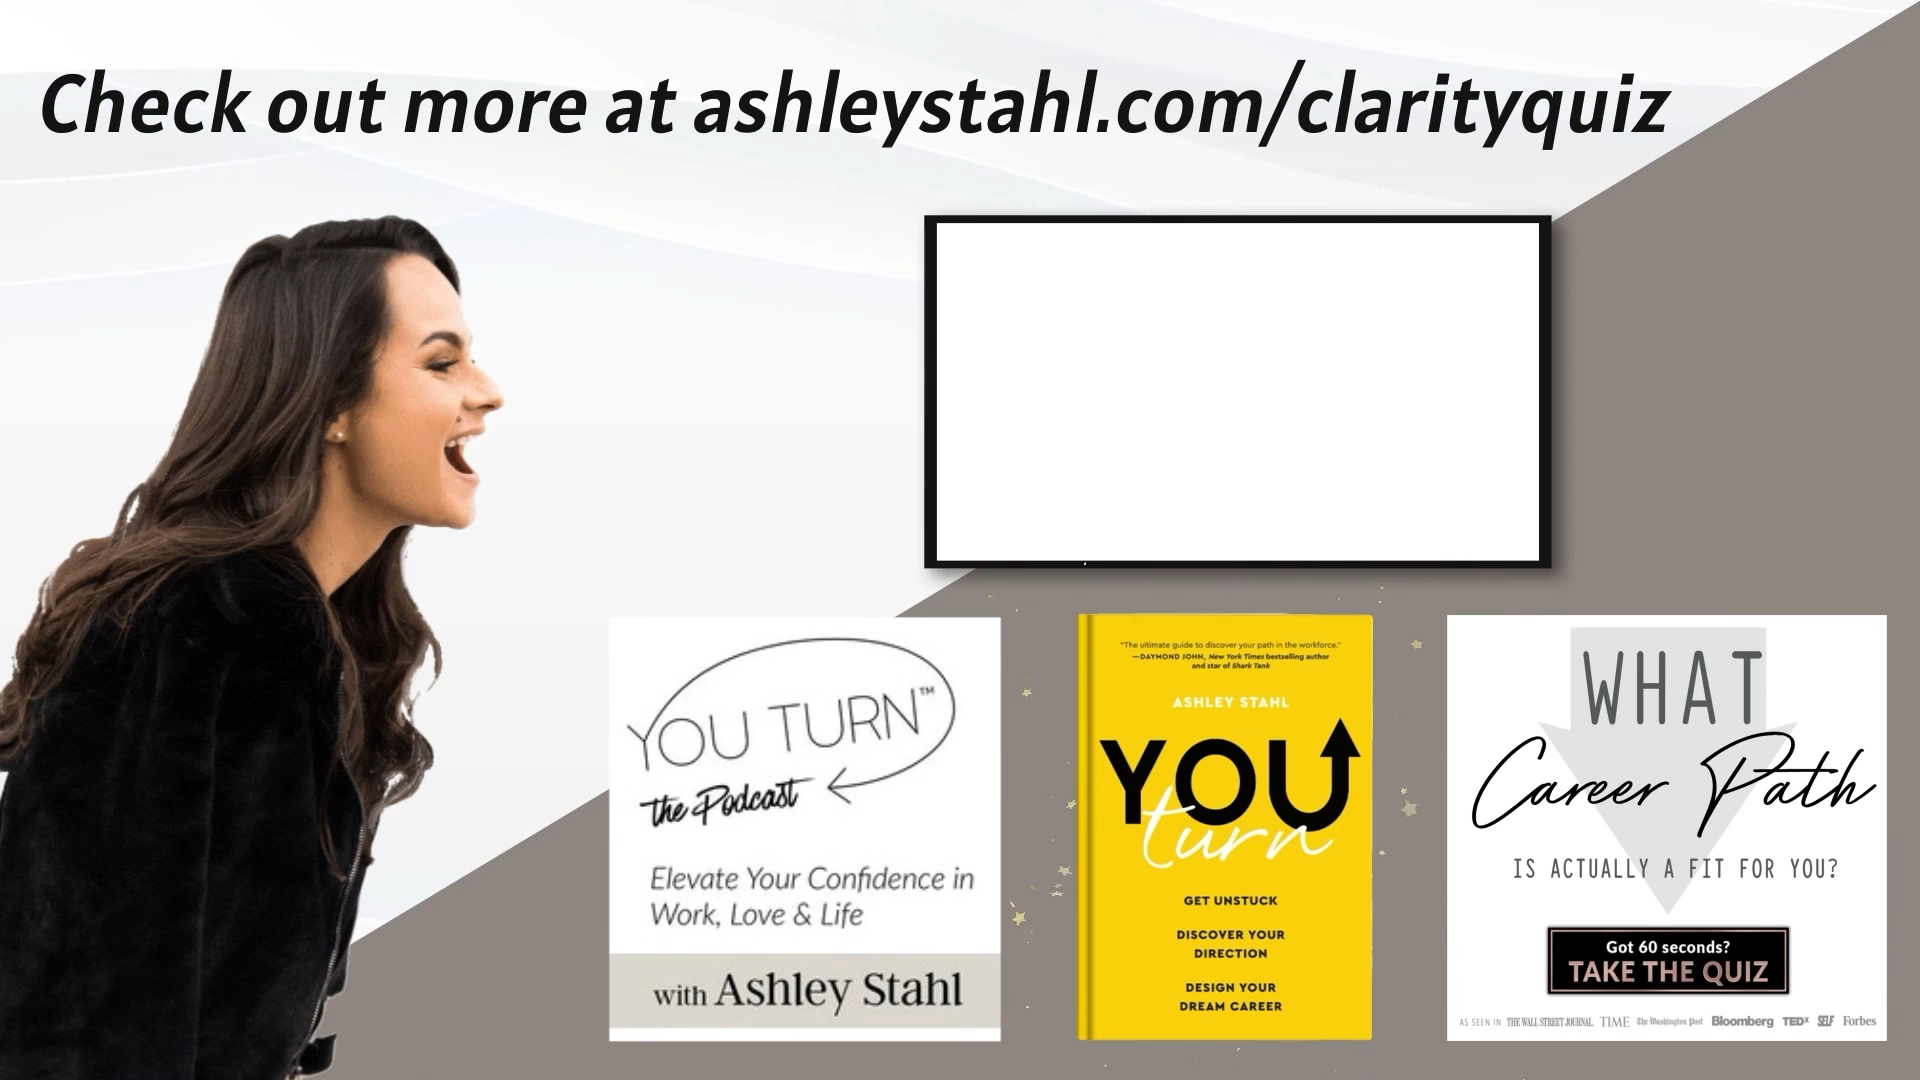 Check out more at ashleystahl.com/clarityquiz
YOU TURN™
the Podcast
Elevate Your Confidence in
Work, Love & Life
with Ashley Stahl
"The ultimate guide to discover your path in the workforce."
—DAYMOND JOHN, New York Times bestselling author
and star of Shark Tank
ASHLEY STAHL
YOU
turn
GET UNSTUCK
DISCOVER YOUR
DIRECTION
DESIGN YOUR
DREAM CAREER
WHAT
Career Path
IS ACTUALLY A FIT FOR YOU?
Got 60 seconds?
TAKE THE QUIZ
AS SEEN IN THE WALL STREET JOURNAL TIME The Washington Post Bloomberg TEDx SELF Forbes